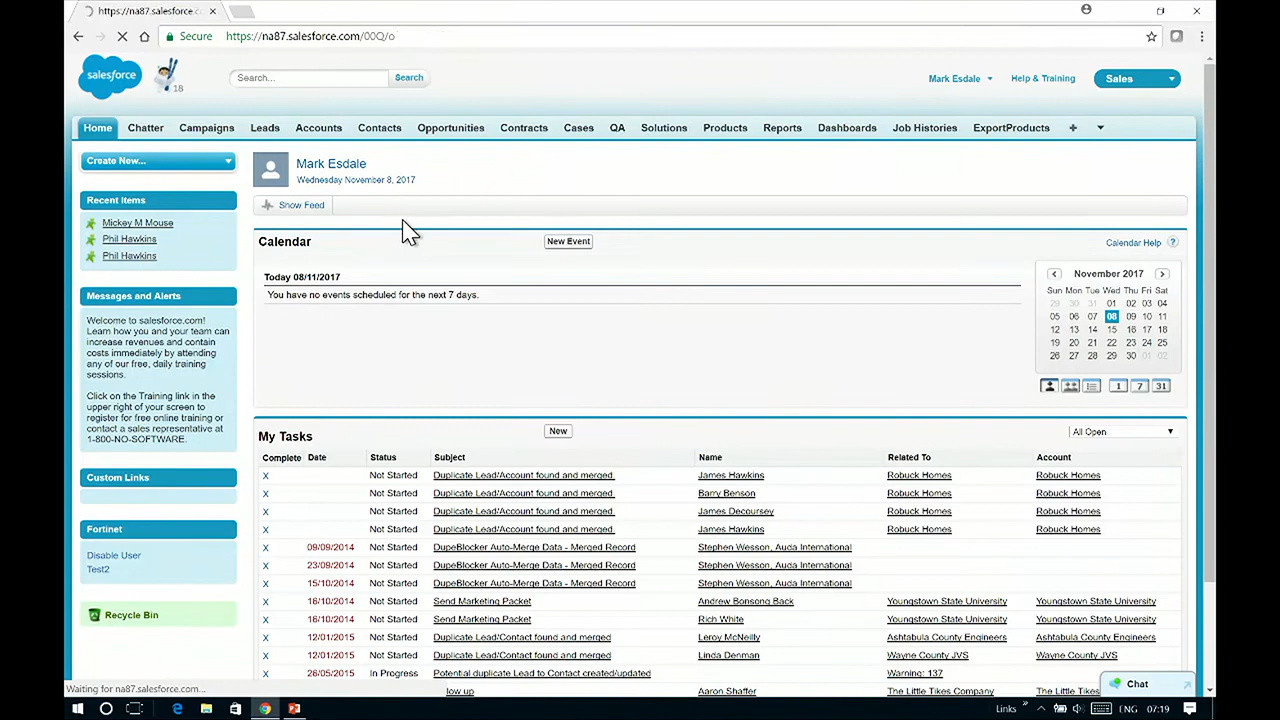 https://na87.salesforce.c
Secure
https://na87.salesforce.com/00Q/o
salesforce
18
Search...
Search
Mark Esdale
Help & Training
Sales
Home
Chatter
Campaigns
Leads
Accounts
Contacts
Opportunities
Contracts
Cases
QA
Solutions
Products
Reports
Dashboards
Job Histories
ExportProducts
Create New...
Recent Items
Mickey M Mouse
Phil Hawkins
Phil Hawkins
Messages and Alerts
Welcome to salesforce.com!
Learn how you and your team can
increase revenues and contain
costs immediately by attending
any of our free, daily training
sessions.
Click on the Training link in the
upper right of your screen to
register for free online training or
contact a sales representative at
1-800-NO-SOFTWARE.
Custom Links
Fortinet
Disable User
Test2
Recycle Bin
Mark Esdale
Wednesday November 8, 2017
Show Feed
Calendar
New Event
Calendar Help ?
Today 08/11/2017
You have no events scheduled for the next 7 days.
November 2017
Sun Mon Tue Wed Thu Fri Sat
29 30 31 01 02 03 04
05 06 07 08 09 10 11
12 13 14 15 16 17 18
19 20 21 22 23 24 25
26 27 28 29 30 01 02
1 7 31
My Tasks
New
All Open
Complete Date Status Subject Name Related To Account
X Not Started Duplicate Lead/Account found and merged. James Hawkins Robuck Homes Robuck Homes
X Not Started Duplicate Lead/Account found and merged. Barry Benson Robuck Homes Robuck Homes
X Not Started Duplicate Lead/Account found and merged. James Decoursey Robuck Homes Robuck Homes
X Not Started Duplicate Lead/Account found and merged. James Hawkins Robuck Homes Robuck Homes
X 09/09/2014 Not Started DupeBlocker Auto-Merge Data - Merged Record Stephen Wesson, Auda International
X 23/09/2014 Not Started DupeBlocker Auto-Merge Data - Merged Record Stephen Wesson, Auda International
X 15/10/2014 Not Started DupeBlocker Auto-Merge Data - Merged Record Stephen Wesson, Auda International
X 16/10/2014 Not Started Send Marketing Packet Andrew Bonsong Back Youngstown State University Youngstown State University
X 16/10/2014 Not Started Send Marketing Packet Rich White Youngstown State University Youngstown State University
X 12/01/2015 Not Started Duplicate Lead/Contact found and merged Leroy McNeilly Ashtabula County Engineers Ashtabula County Engineers
X 12/01/2015 Not Started Duplicate Lead/Contact found and merged Linda Denman Wayne County JVS Wayne County JVS
X 26/05/2015 In Progress Potential duplicate Lead to Contact created/updated Warning: 137
low up Aaron Shaffer The Little Tikes Company The Little Tikes
Chat
Waiting for na87.salesforce.com...
Links
ENG
07:19